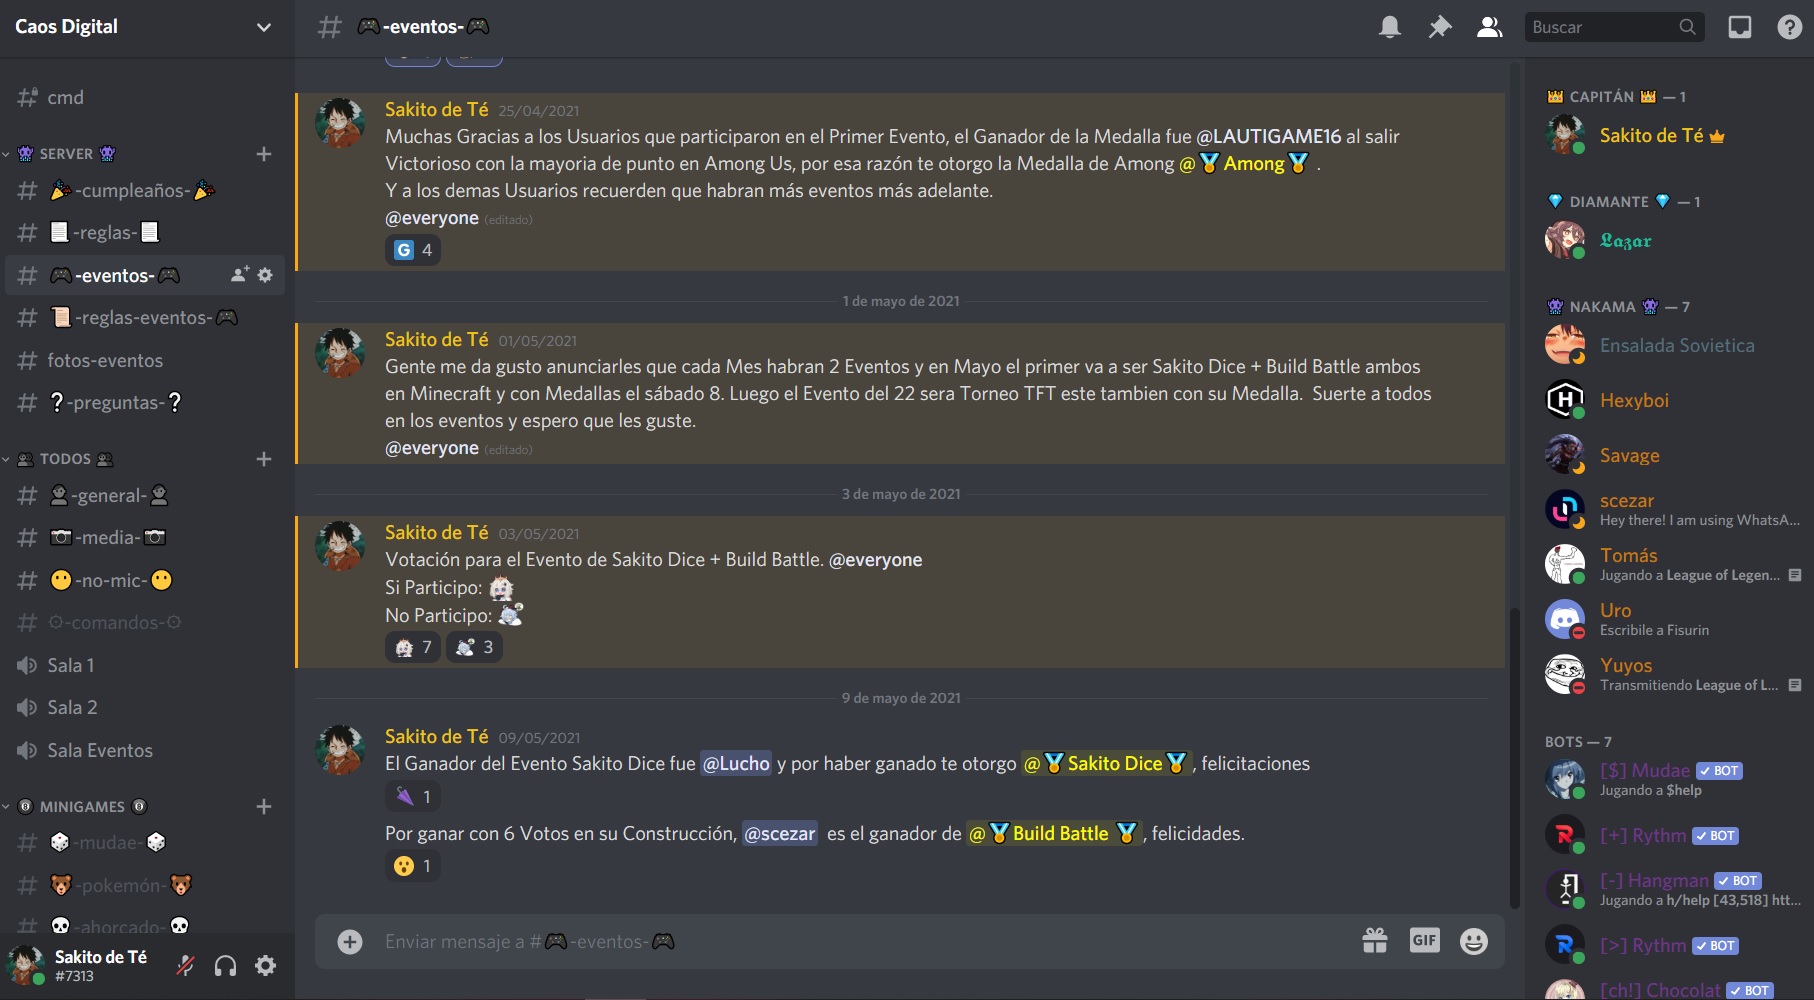 Caos Digital
cmd
SERVER
-cumpleaños-
-reglas-
-eventos-
-reglas-eventos-
fotos-eventos
-preguntas-
TODOS
-general-
-media-
-no-mic-
-comandos-
Sala 1
Sala 2
Sala Eventos
MINIGAMES
-mudae-
-pokemón-
-ahorcado-
Sakito de Té
#7313
-eventos-
Buscar
Sakito de Té 25/04/2021
Muchas Gracias a los Usuarios que participaron en el Primer Evento, el Ganador de la Medalla fue @LAUTIGAME16 al salir
Victorioso con la mayoria de punto en Among Us, por esa razón te otorgo la Medalla de Among @🏅Among🏅 .
Y a los demas Usuarios recuerden que habran más eventos más adelante.
@everyone (editado)
G 4
1 de mayo de 2021
Sakito de Té 01/05/2021
Gente me da gusto anunciarles que cada Mes habran 2 Eventos y en Mayo el primer va a ser Sakito Dice + Build Battle ambos
en Minecraft y con Medallas el sábado 8. Luego el Evento del 22 sera Torneo TFT este tambien con su Medalla. Suerte a todos
en los eventos y espero que les guste.
@everyone (editado)
3 de mayo de 2021
Sakito de Té 03/05/2021
Votación para el Evento de Sakito Dice + Build Battle. @everyone
Si Participo:
No Participo:
7 3
9 de mayo de 2021
Sakito de Té 09/05/2021
El Ganador del Evento Sakito Dice fue @Lucho y por haber ganado te otorgo @🏅Sakito Dice🏅, felicitaciones
1
Por ganar con 6 Votos en su Construcción, @scezar es el ganador de @🏅Build Battle🏅, felicidades.
1
Enviar mensaje a #🎮-eventos-🎮
GIF
CAPITÁN — 1
Sakito de Té
DIAMANTE — 1
𝕷𝖆𝖟𝖆𝖗
NAKAMA — 7
Ensalada Sovietica
Hexyboi
Savage
scezar
Hey there! I am using WhatsA...
Tomás
Jugando a League of Legen...
Uro
Escribile a Fisurin
Yuyos
Transmitiendo League of L...
BOTS — 7
[$] Mudae BOT
Jugando a $help
[+] Rythm BOT
[-] Hangman BOT
Jugando a h/help [43,518] htt...
[>] Rythm BOT
[ch!] Chocolat BOT